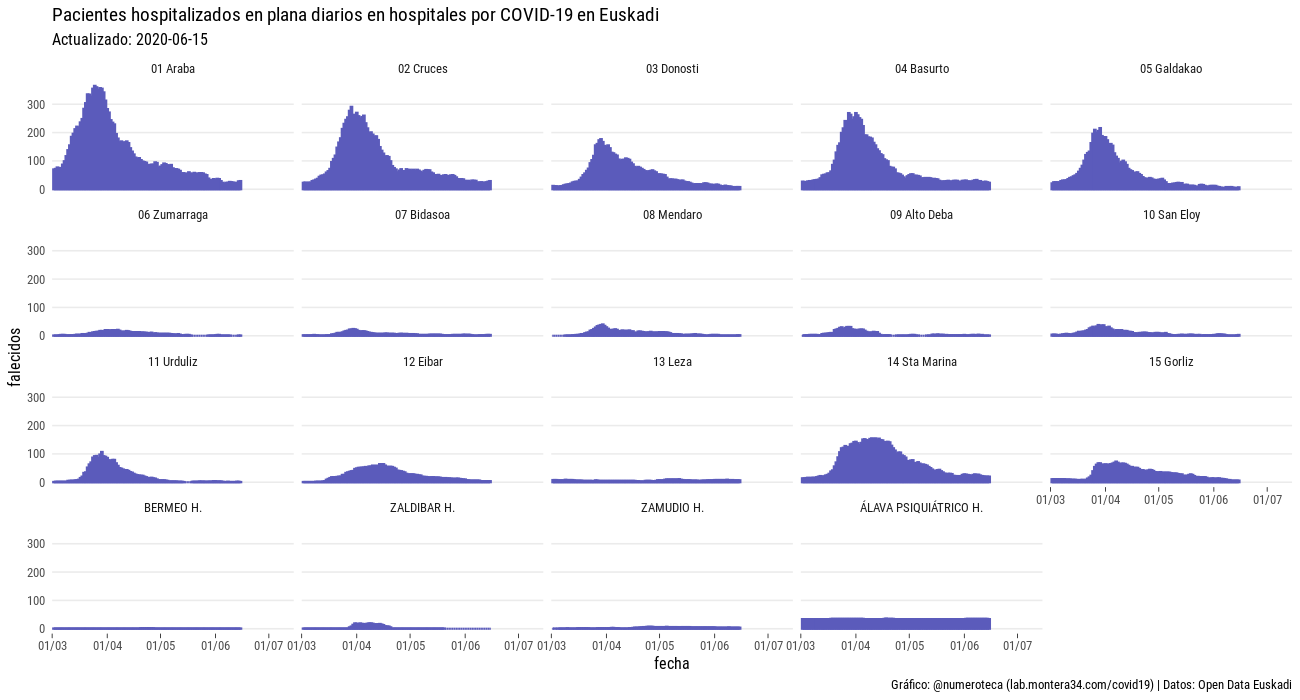 Pacientes hospitalizados en plana diarios en hospitales por COVID-19 en Euskadi
Actualizado: 2020-06-15
01 Araba 02 Cruces 03 Donosti 04 Basurto 05 Galdakao
300
200
100
0
06 Zumarraga 07 Bidasoa 08 Mendaro 09 Alto Deba 10 San Eloy
300
200
100
0
11 Urduliz 12 Eibar 13 Leza 14 Sta Marina 15 Gorliz
300
200
100
0
01/03 01/04 01/05 01/06 01/07
BERMEO H. ZALDIBAR H. ZAMUDIO H. ÁLAVA PSIQUIÁTRICO H.
300
200
100
0
01/03 01/04 01/05 01/06 01/07 01/03 01/04 01/05 01/06 01/07 01/03 01/04 01/05 01/06 01/07 01/03 01/04 01/05 01/06 01/07
falecidos
fecha
Gráfico: @numeroteca (lab.montera34.com/covid19) | Datos: Open Data Euskadi